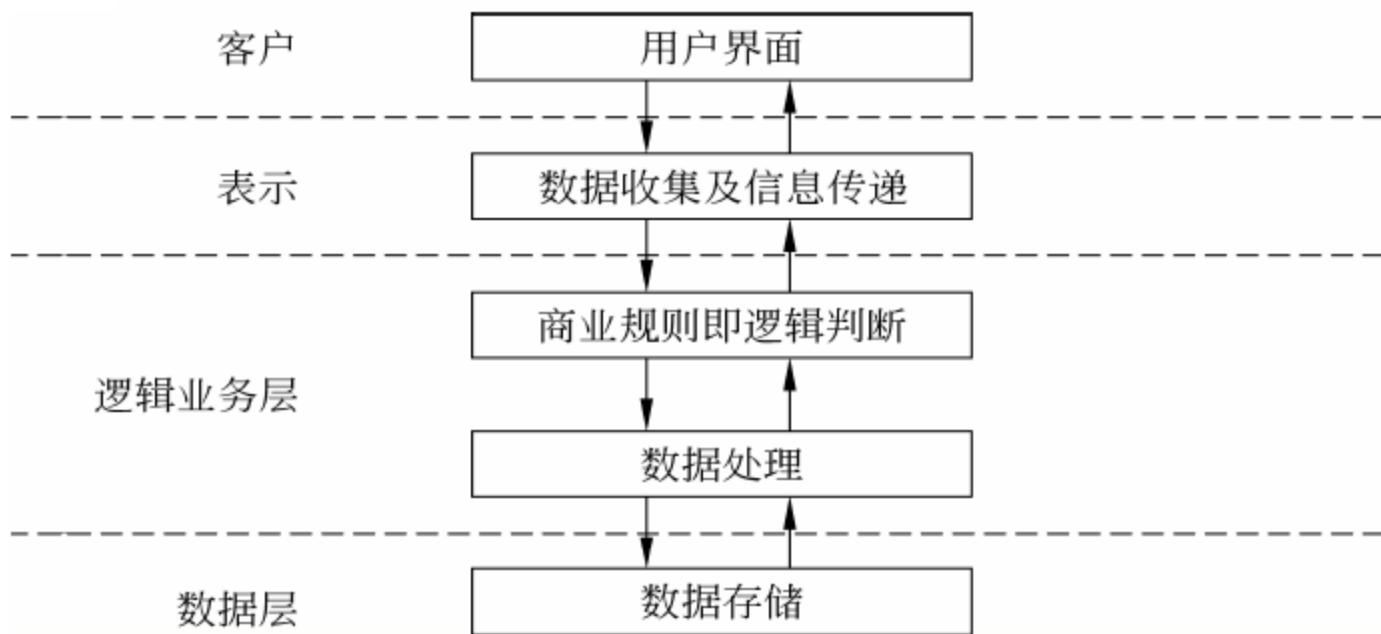 客户
用户界面
表示
数据收集及信息传递
商业规则即逻辑判断
逻辑业务层
数据处理
数据层
数据存储